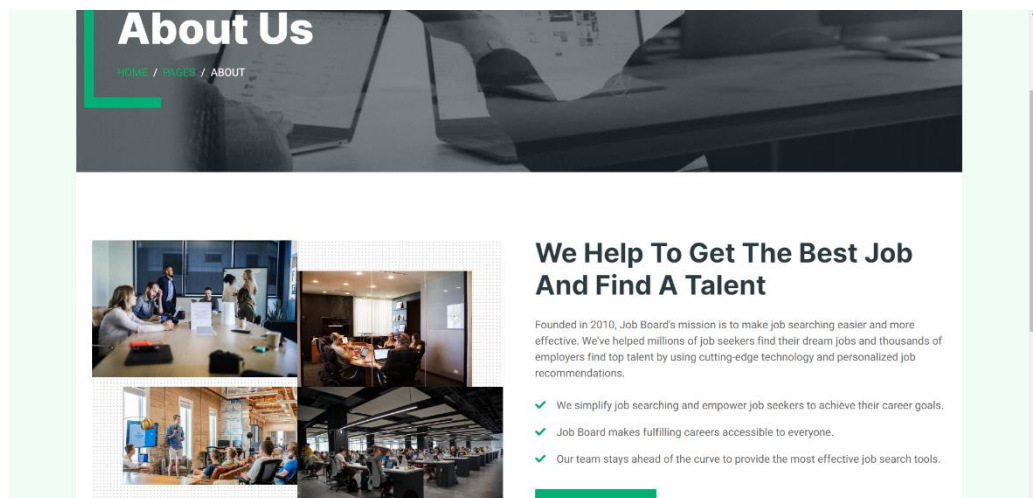 About Us
HOME / PAGES / ABOUT
We Help To Get The Best Job
And Find A Talent
Founded in 2010, Job Board's mission is to make job searching easier and more
effective. We've helped millions of job seekers find their dream jobs and thousands of
employers find top talent by using cutting-edge technology and personalized job
recommendations.
We simplify job searching and empower job seekers to achieve their career goals.
Job Board makes fulfilling careers accessible to everyone.
Our team stays ahead of the curve to provide the most effective job search tools.